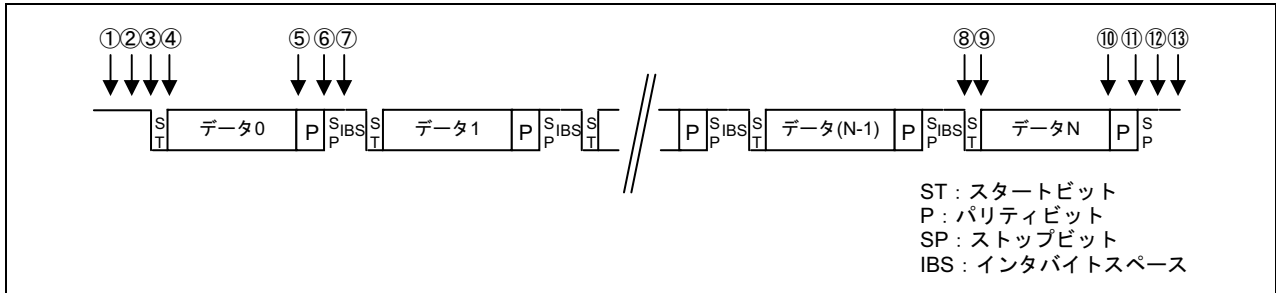 ①②③④ ⑤⑥⑦ ⑧⑨ ⑩⑪⑫⑬
ST データ0 P SP IBS ST データ1 P SP IBS ST P SP IBS ST データ(N-1) P SP IBS ST データN P SP
ST：スタートビット
P：パリティビット
SP：ストップビット
IBS：インタバイトスペース